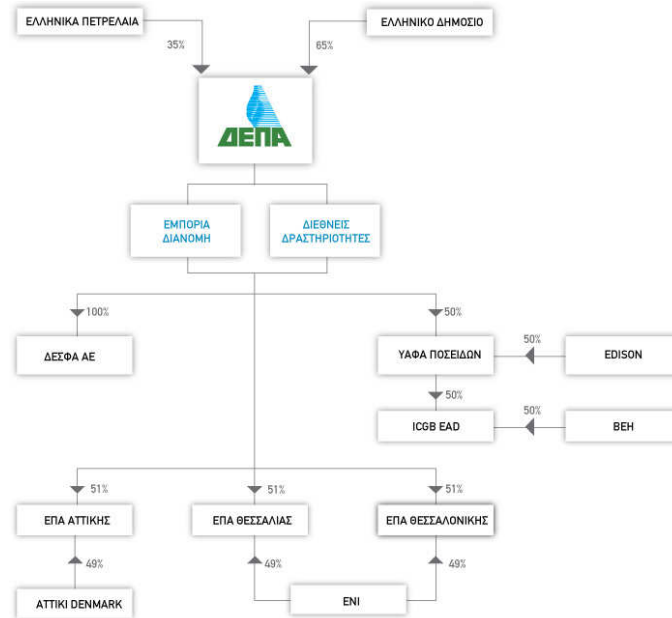 ΕΛΛΗΝΙΚΑ ΠΕΤΡΕΛΑΙΑ
ΕΛΛΗΝΙΚΟ ΔΗΜΟΣΙΟ
35%
65%
ΔΕΠΑ
ΕΜΠΟΡΙΑ
ΔΙΑΝΟΜΗ
ΔΙΕΘΝΕΙΣ
ΔΡΑΣΤΗΡΙΟΤΗΤΕΣ
100%
50%
ΔΕΣΦΑ ΑΕ
ΥΑΦΑ ΠΟΣΕΙΔΩΝ
50%
EDISON
50%
ICGB EAD
50%
BEH
51%
51%
51%
ΕΠΑ ΑΤΤΙΚΗΣ
ΕΠΑ ΘΕΣΣΑΛΙΑΣ
ΕΠΑ ΘΕΣΣΑΛΟΝΙΚΗΣ
49%
49%
49%
ATTIKI DENMARK
ENI